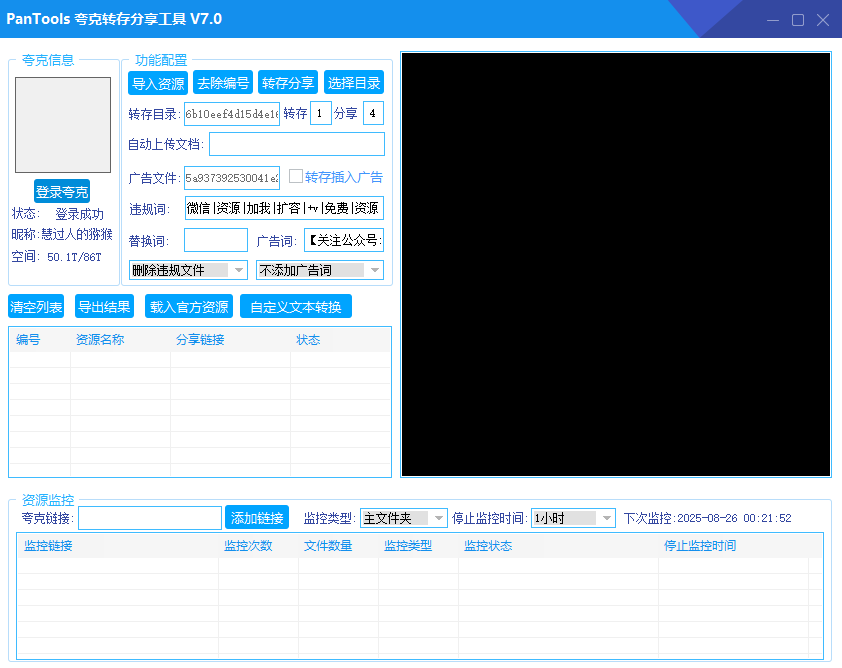 PanTools 夸克转存分享工具 V7.0
夸克信息
登录夸克
状态: 登录成功
昵称:慧过人的猕猴
空间: 50.1T/86T
功能配置
导入资源 去除编号 转存分享 选择目录
转存目录: 6b10eef4d15d4e16 转存 1 分享 4
自动上传文档:
广告文件: 5a937392530041e 转存插入广告
违规词: 微信|资源|加我|扩容|+v|免费|资源
替换词: 广告词: 【关注公众号:
删除违规文件 不添加广告词
清空列表 导出结果 载入官方资源 自定义文本转换
编号 资源名称 分享链接 状态
资源监控
夸克链接: 添加链接 监控类型: 主文件夹 停止监控时间: 1小时 下次监控:2025-08-26 00:21:52
监控链接 监控次数 文件数量 监控类型 监控状态 停止监控时间